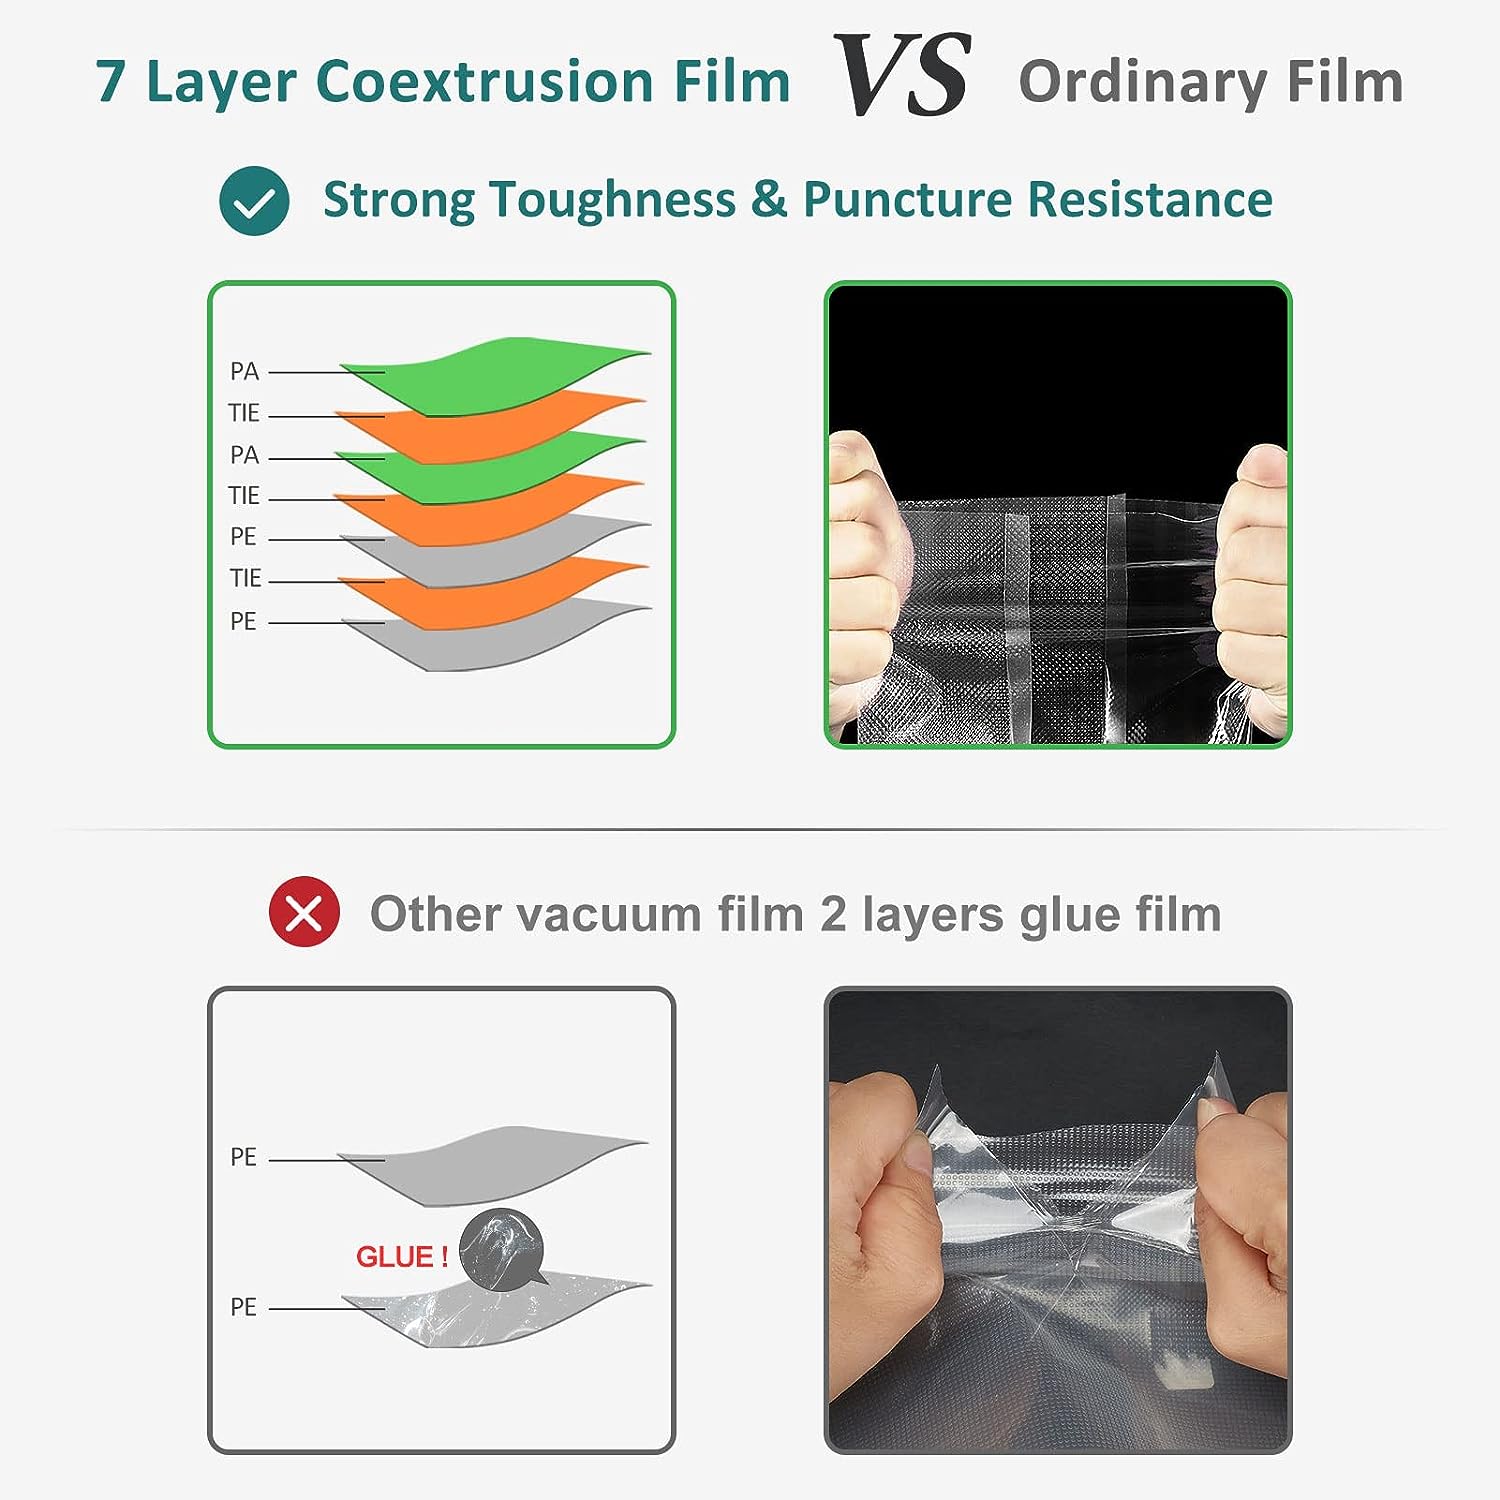 7 Layer Coextrusion Film VS Ordinary Film
Strong Toughness & Puncture Resistance
PA
TIE
PA
TIE
PE
TIE
PE
Other vacuum film 2 layers glue film
PE
GLUE !
PE